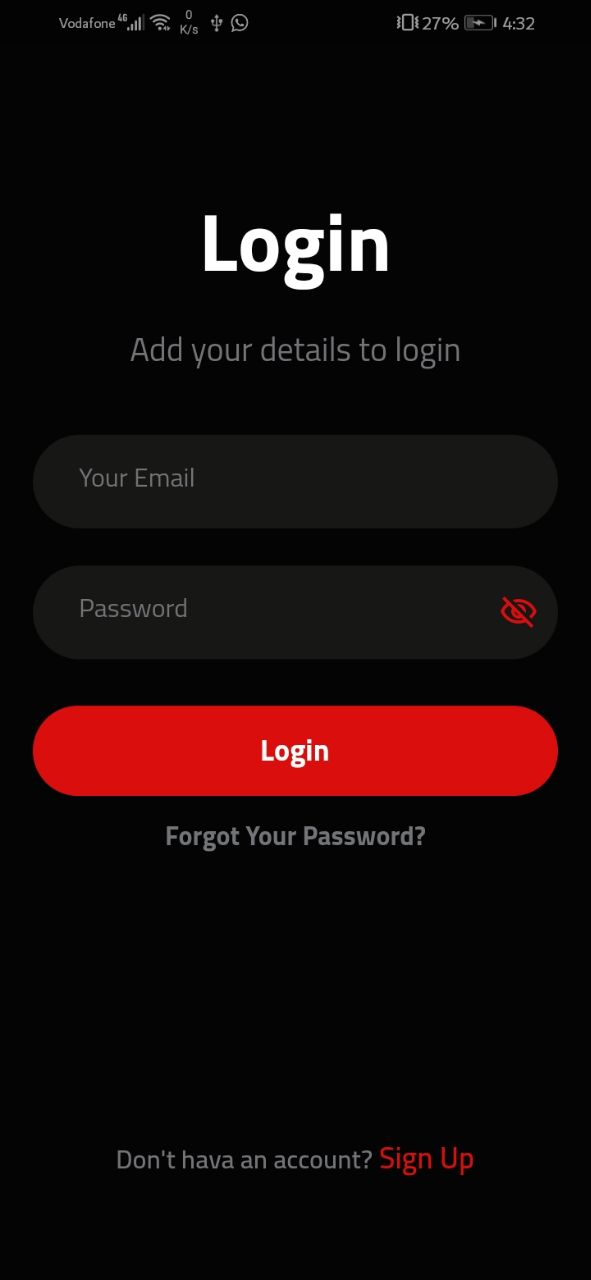 Vodafone 4G 0 K/s 27% 4:32
Login
Add your details to login
Your Email
Password
Login
Forgot Your Password?
Don't hava an account? Sign Up